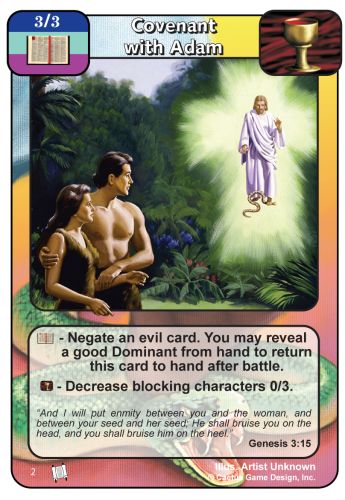 3/3
Covenant
with Adam
- Negate an evil card. You may reveal
a good Dominant from hand to return
this card to hand after battle.
- Decrease blocking characters 0/3.
"And I will put enmity between you and the woman, and
between your seed and her seed; He shall bruise you on
the head, and you shall bruise him on the heel."
Genesis 3:15
2
Illus. Artist Unknown
© Cactus Game Design, Inc.